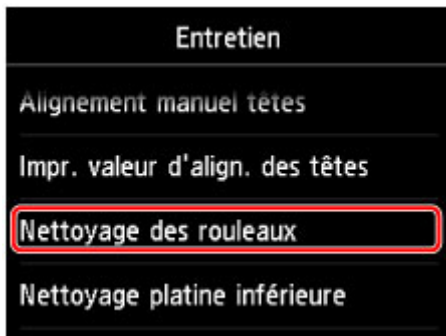 Entretien
Alignement manuel têtes
Impr. valeur d'align. des têtes
Nettoyage des rouleaux
Nettoyage platine inférieure